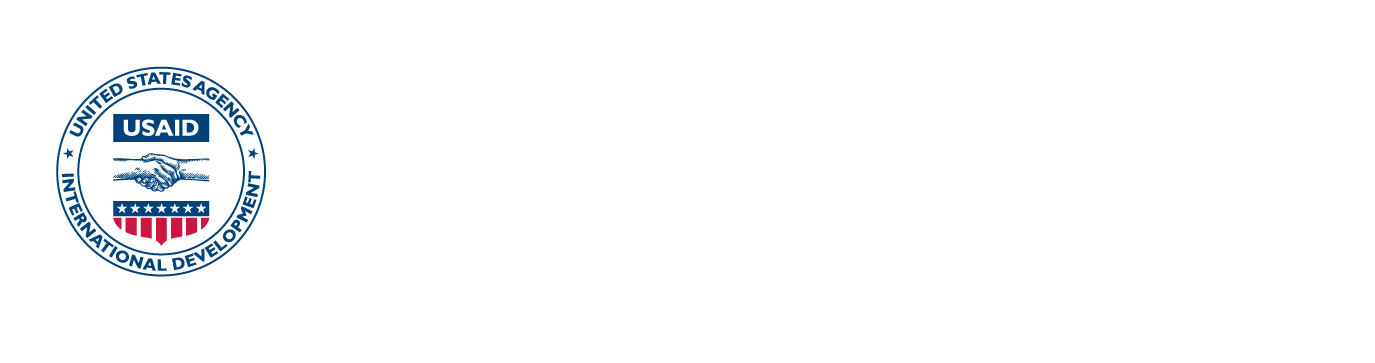 UNITED STATES AGENCY
USAID
INTERNATIONAL DEVELOPMENT